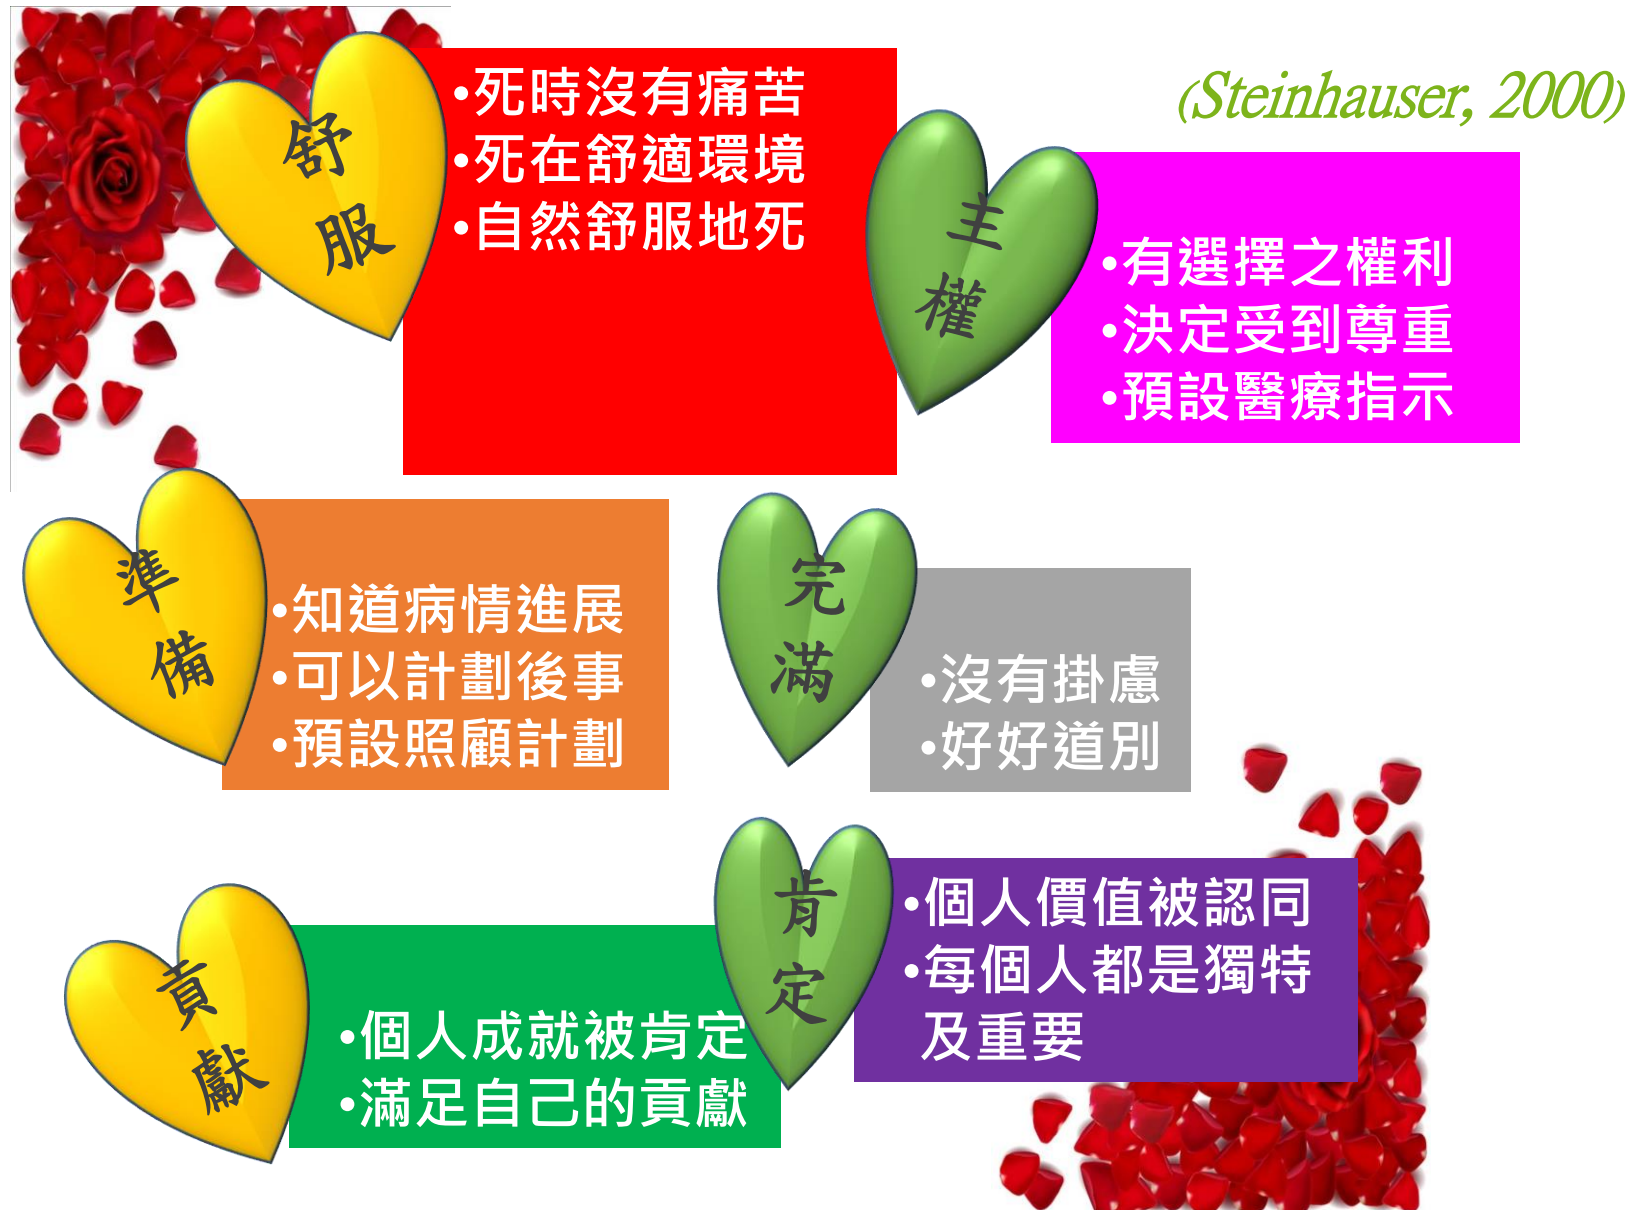 (Steinhauser, 2000)
舒
服
•死時沒有痛苦
•死在舒適環境
•自然舒服地死
主
權
•有選擇之權利
•決定受到尊重
•預設醫療指示
準
備
•知道病情進展
•可以計劃後事
•預設照顧計劃
完
滿
•沒有掛慮
•好好道別
貢
獻
•個人成就被肯定
•滿足自己的貢獻
肯
定
•個人價值被認同
•每個人都是獨特
及重要